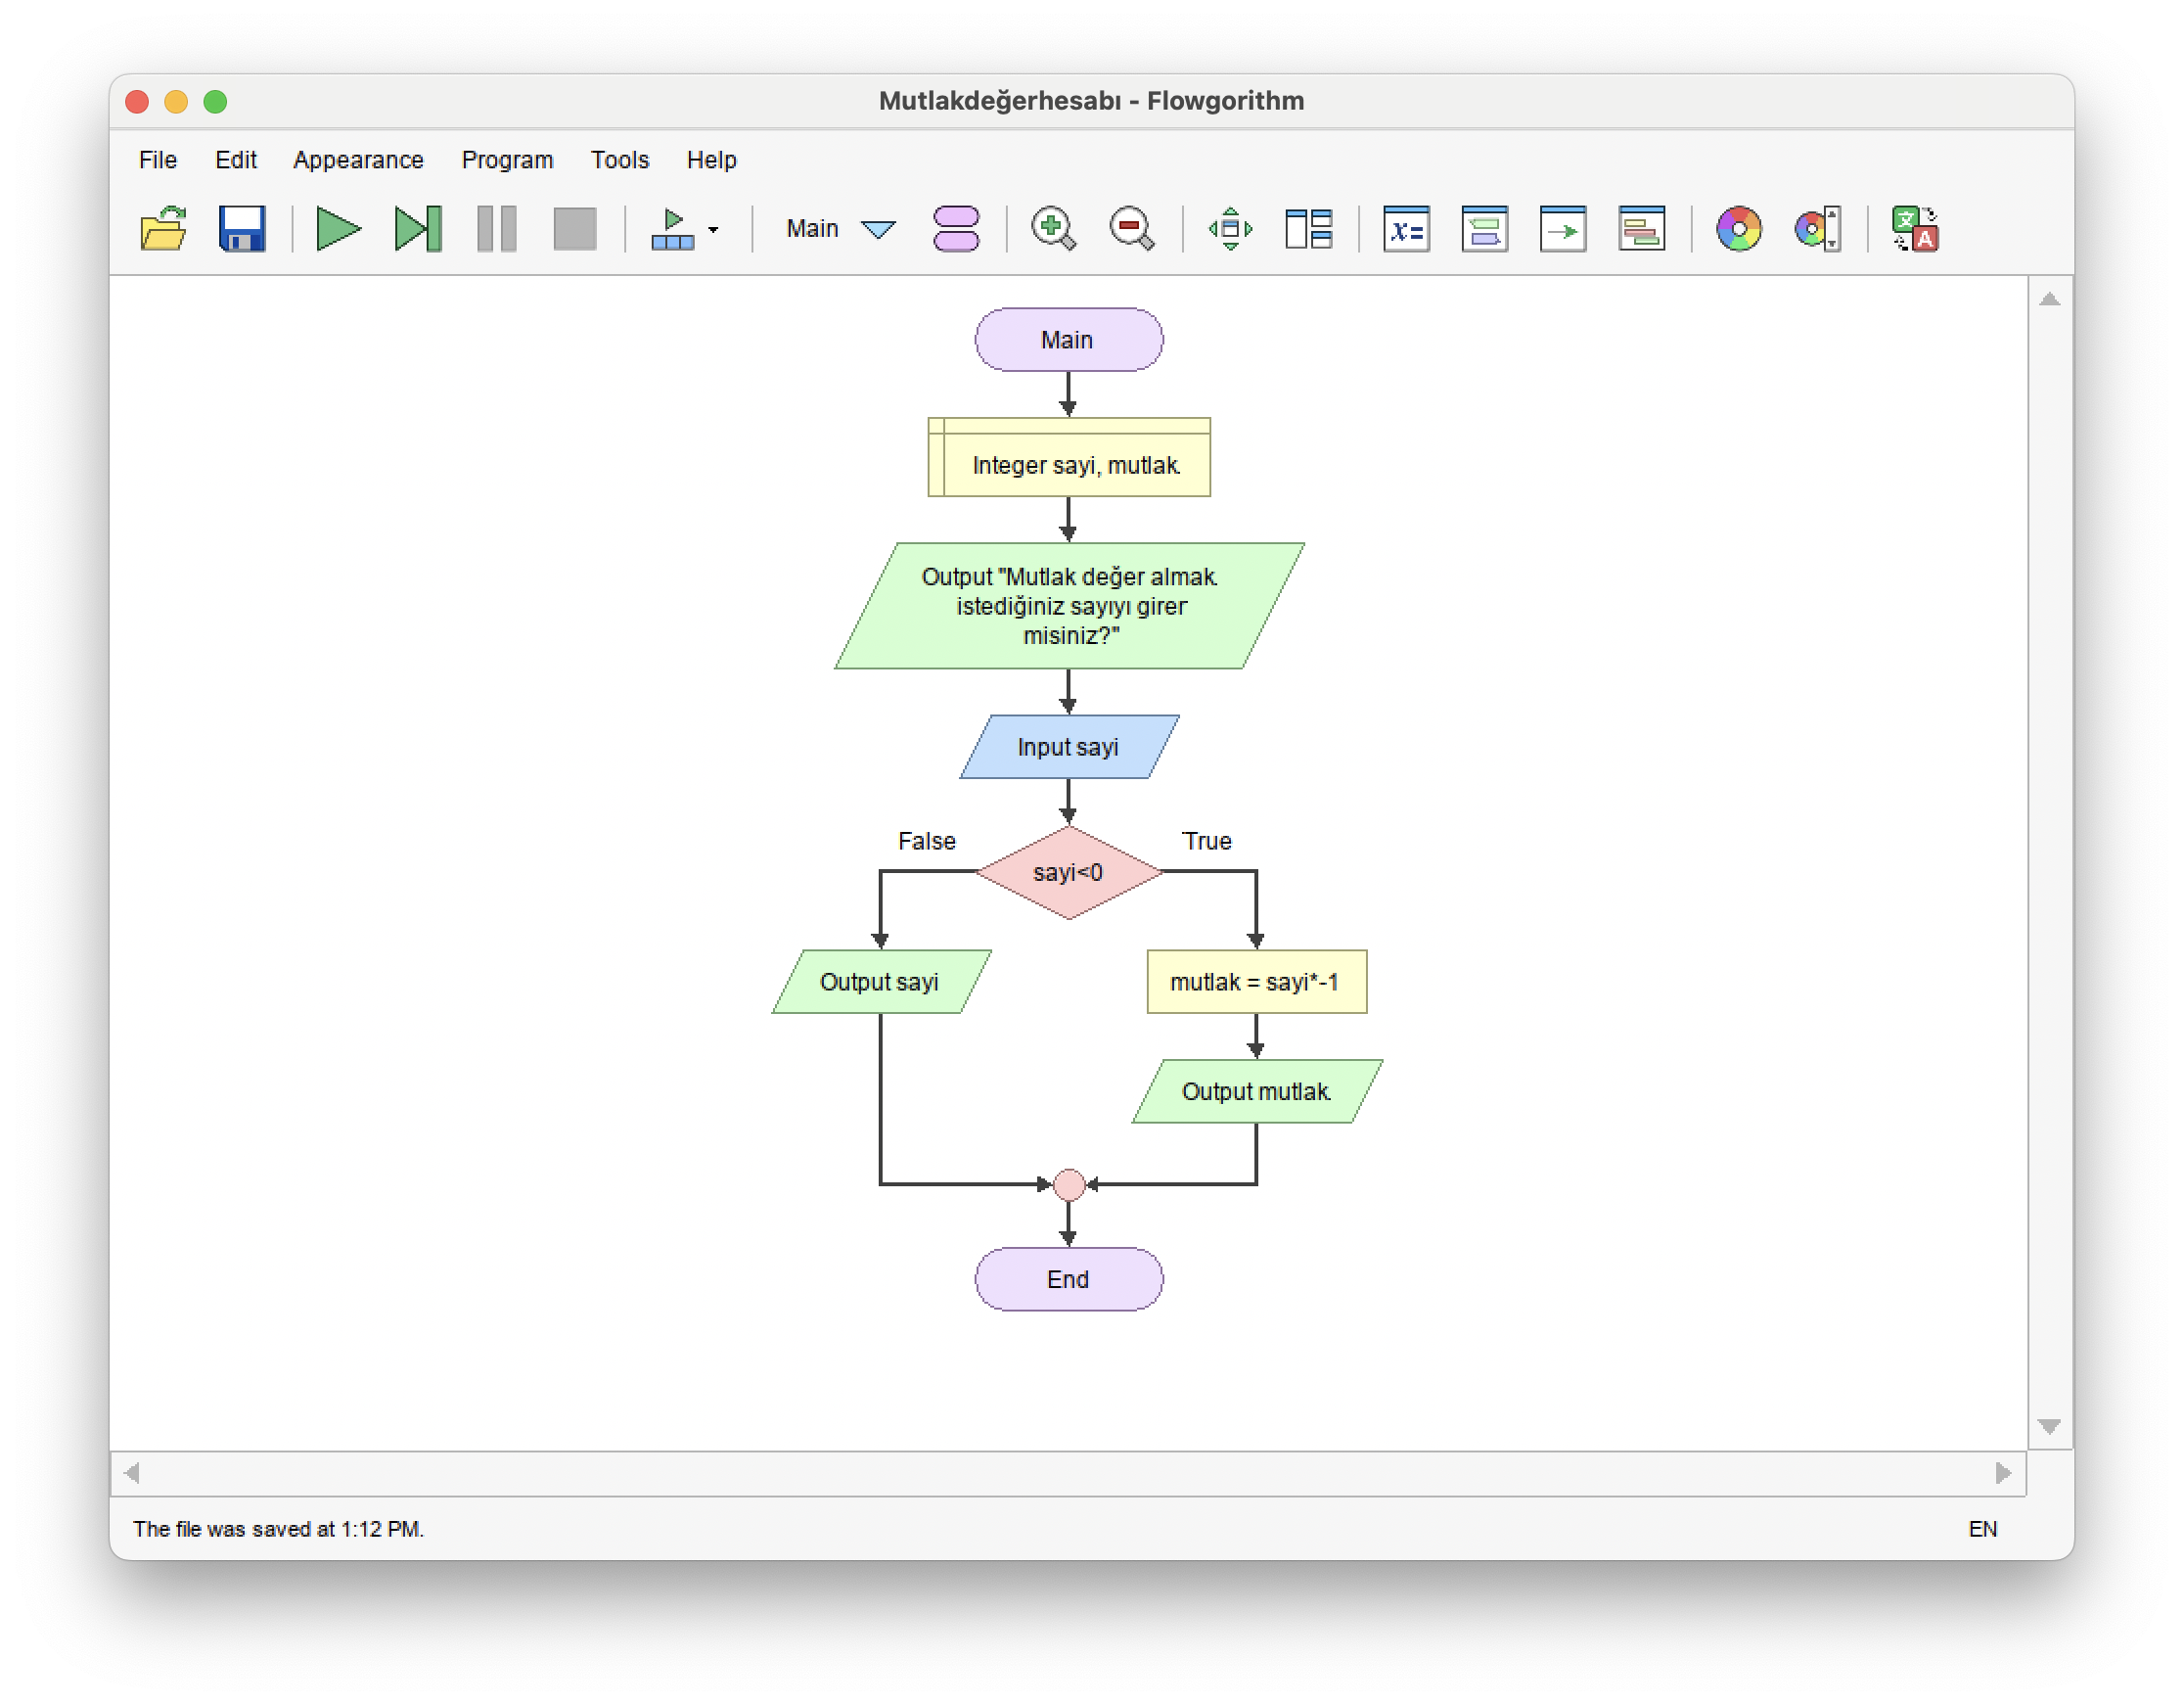 Mutlakdeğerhesabı - Flowgorithm
File Edit Appearance Program Tools Help
Main
x=
Main
Integer sayi, mutlak
Output "Mutlak değer almak
istediğiniz sayıyı girer
misiniz?"
Input sayi
False
True
sayi<0
Output sayi
mutlak = sayi*-1
Output mutlak
End
The file was saved at 1:12 PM.
EN